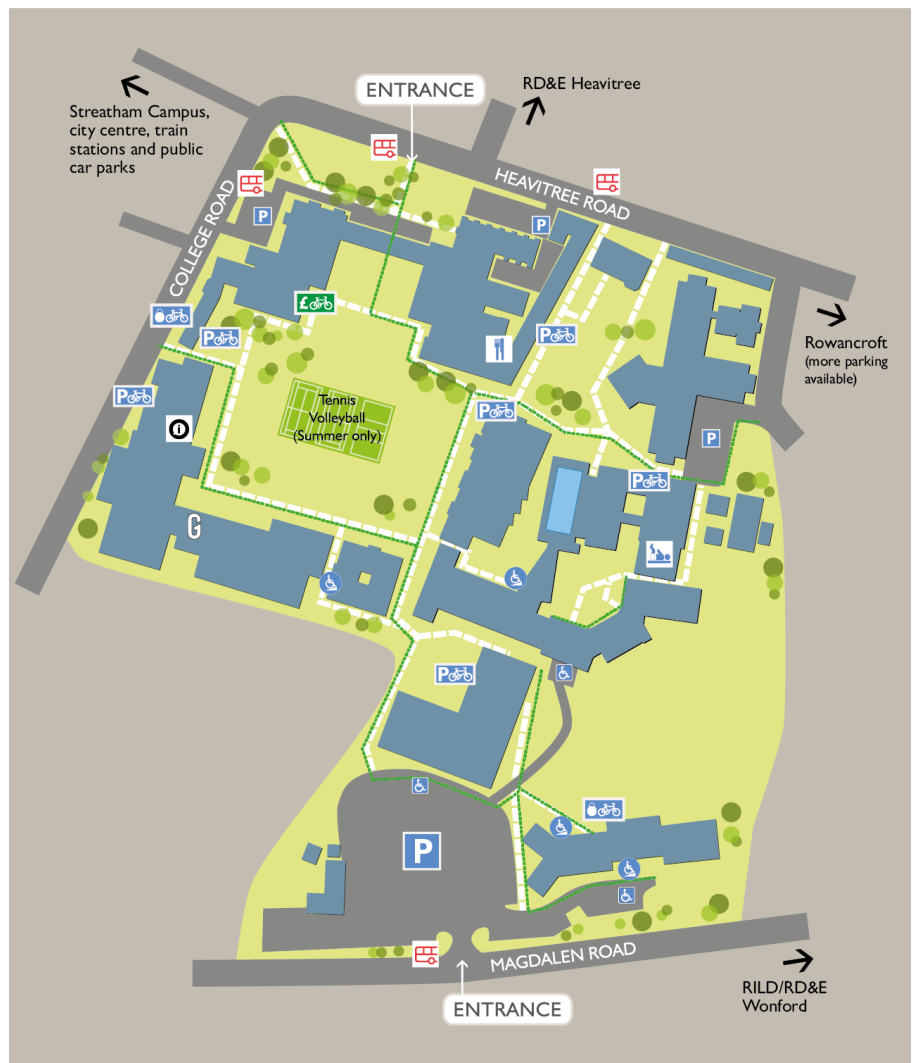 ENTRANCE
RD&E Heavitree
Streatham Campus,
city centre, train
stations and public
car parks
HEAVITREE ROAD
COLLEGE ROAD
P
P
£
P
P
Rowancroft
(more parking
available)
P
Tennis
Volleyball
(Summer only)
P
i
P
P
G
P
P
MAGDALEN ROAD
RILD/RD&E
Wonford
ENTRANCE